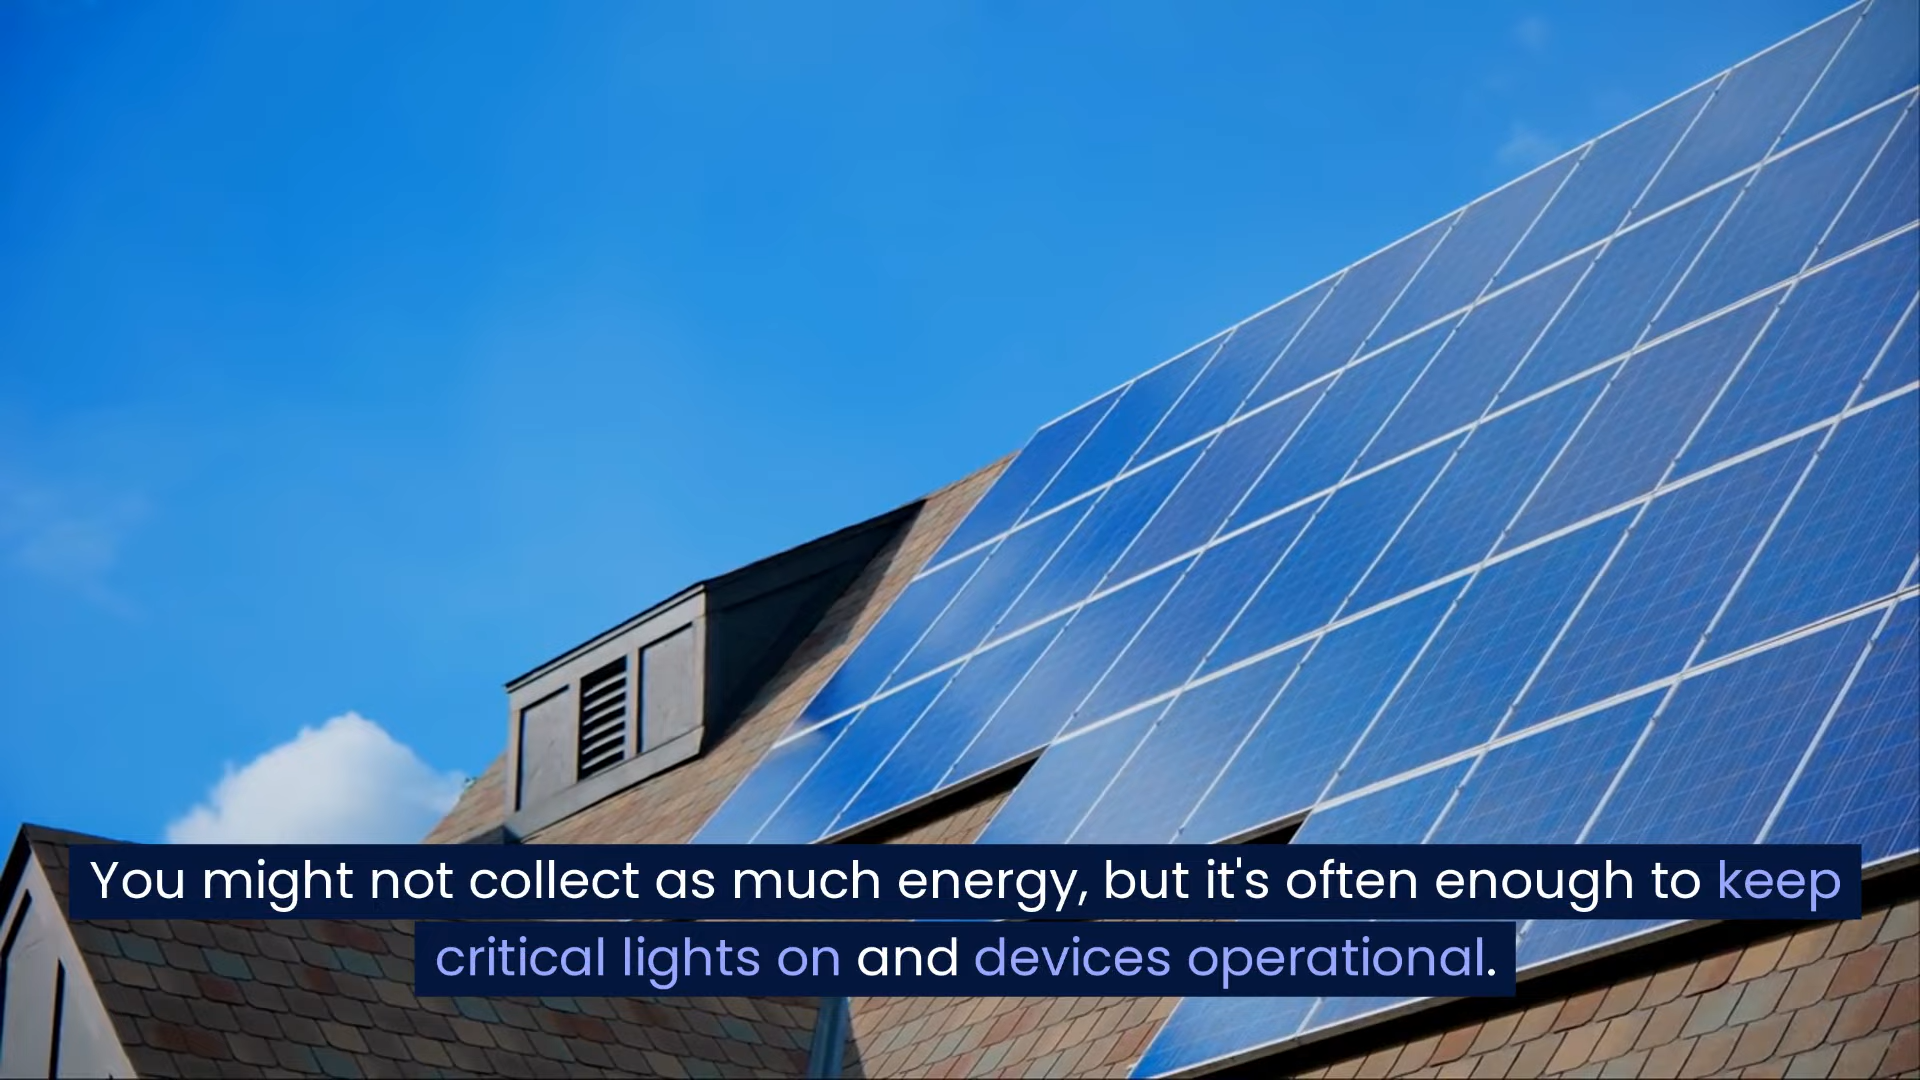 You might not collect as much energy, but it's often enough to keep
critical lights on and devices operational.